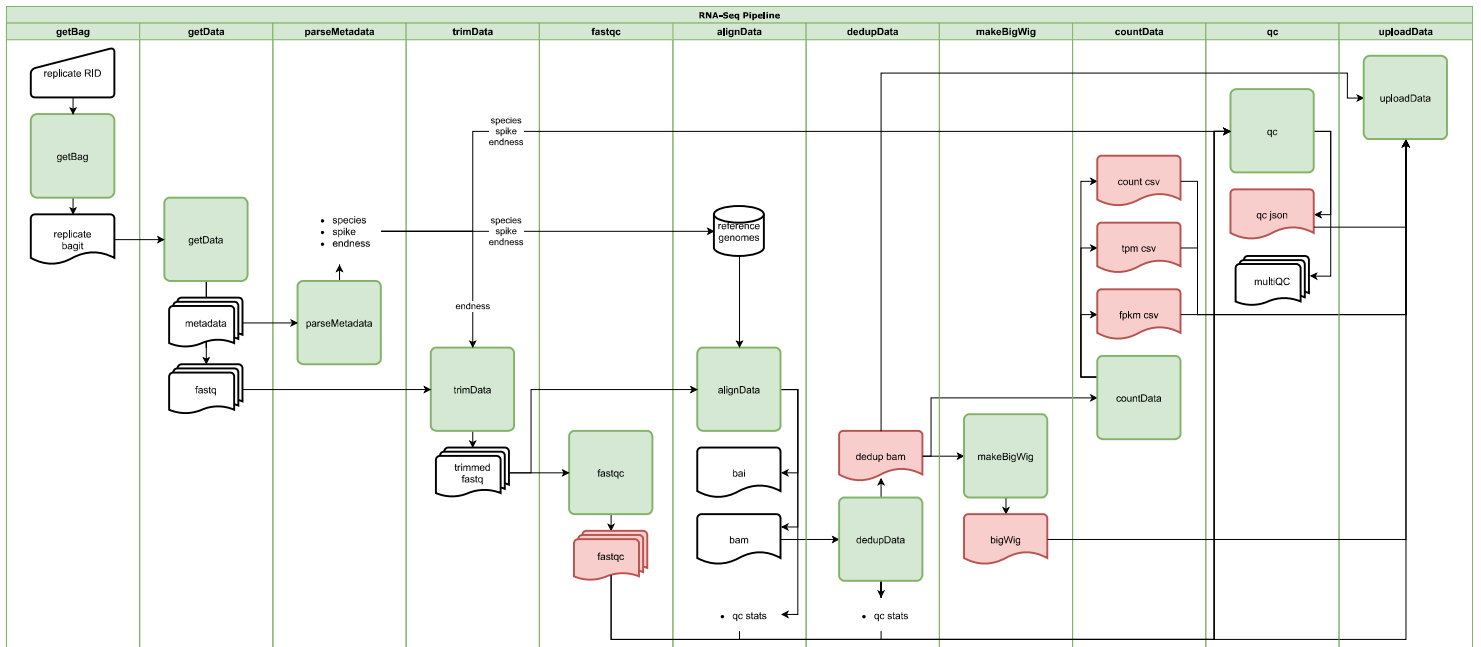 RNA-Seq Pipeline
getBag
getData
parseMetadata
trimData
fastqc
alignData
dedupData
makeBigWig
countData
qc
uploadData
replicate RID
getBag
replicate
bagit
getData
metadata
fastq
• species
• spike
• endness
parseMetadata
species
spike
endness
species
spike
endness
endness
trimData
trimmed
fastq
fastqc
fastqc
reference
genomes
alignData
bai
bam
• qc stats
dedup bam
dedupData
• qc stats
makeBigWig
bigWig
count csv
tpm csv
fpkm csv
countData
qc
qc json
multiQC
uploadData